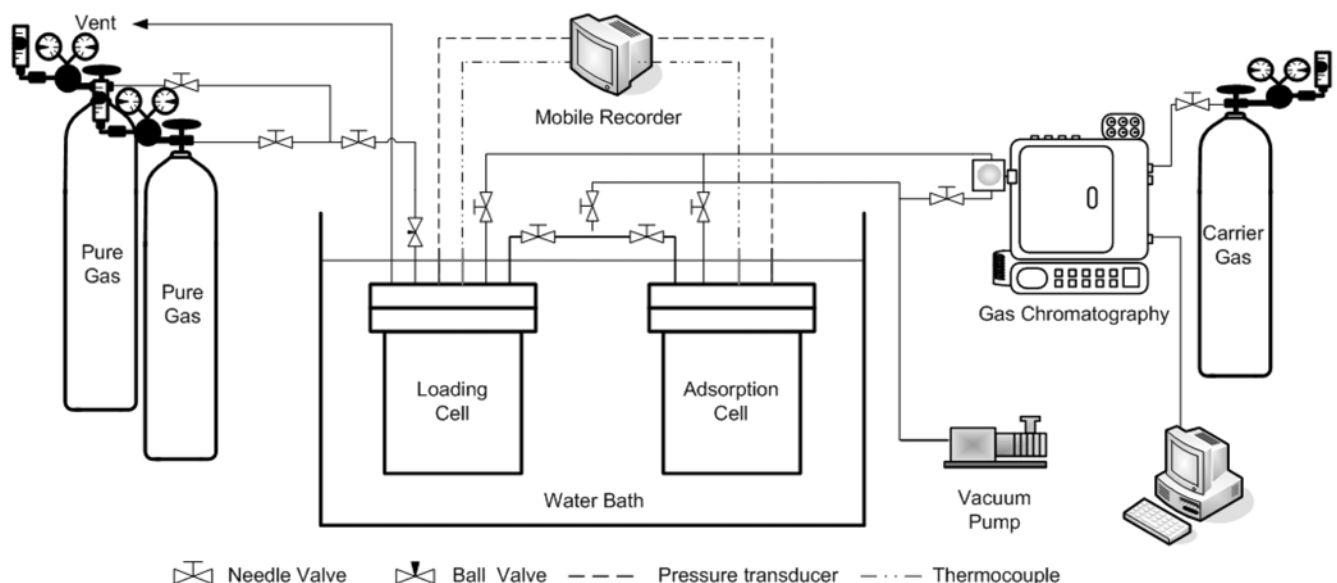 Vent
Mobile Recorder
Pure
Gas
Pure
Gas
Carrier
Gas
Gas Chromatography
Loading
Cell
Adsorption
Cell
Water Bath
Vacuum
Pump
Needle Valve
Ball Valve
Pressure transducer
Thermocouple